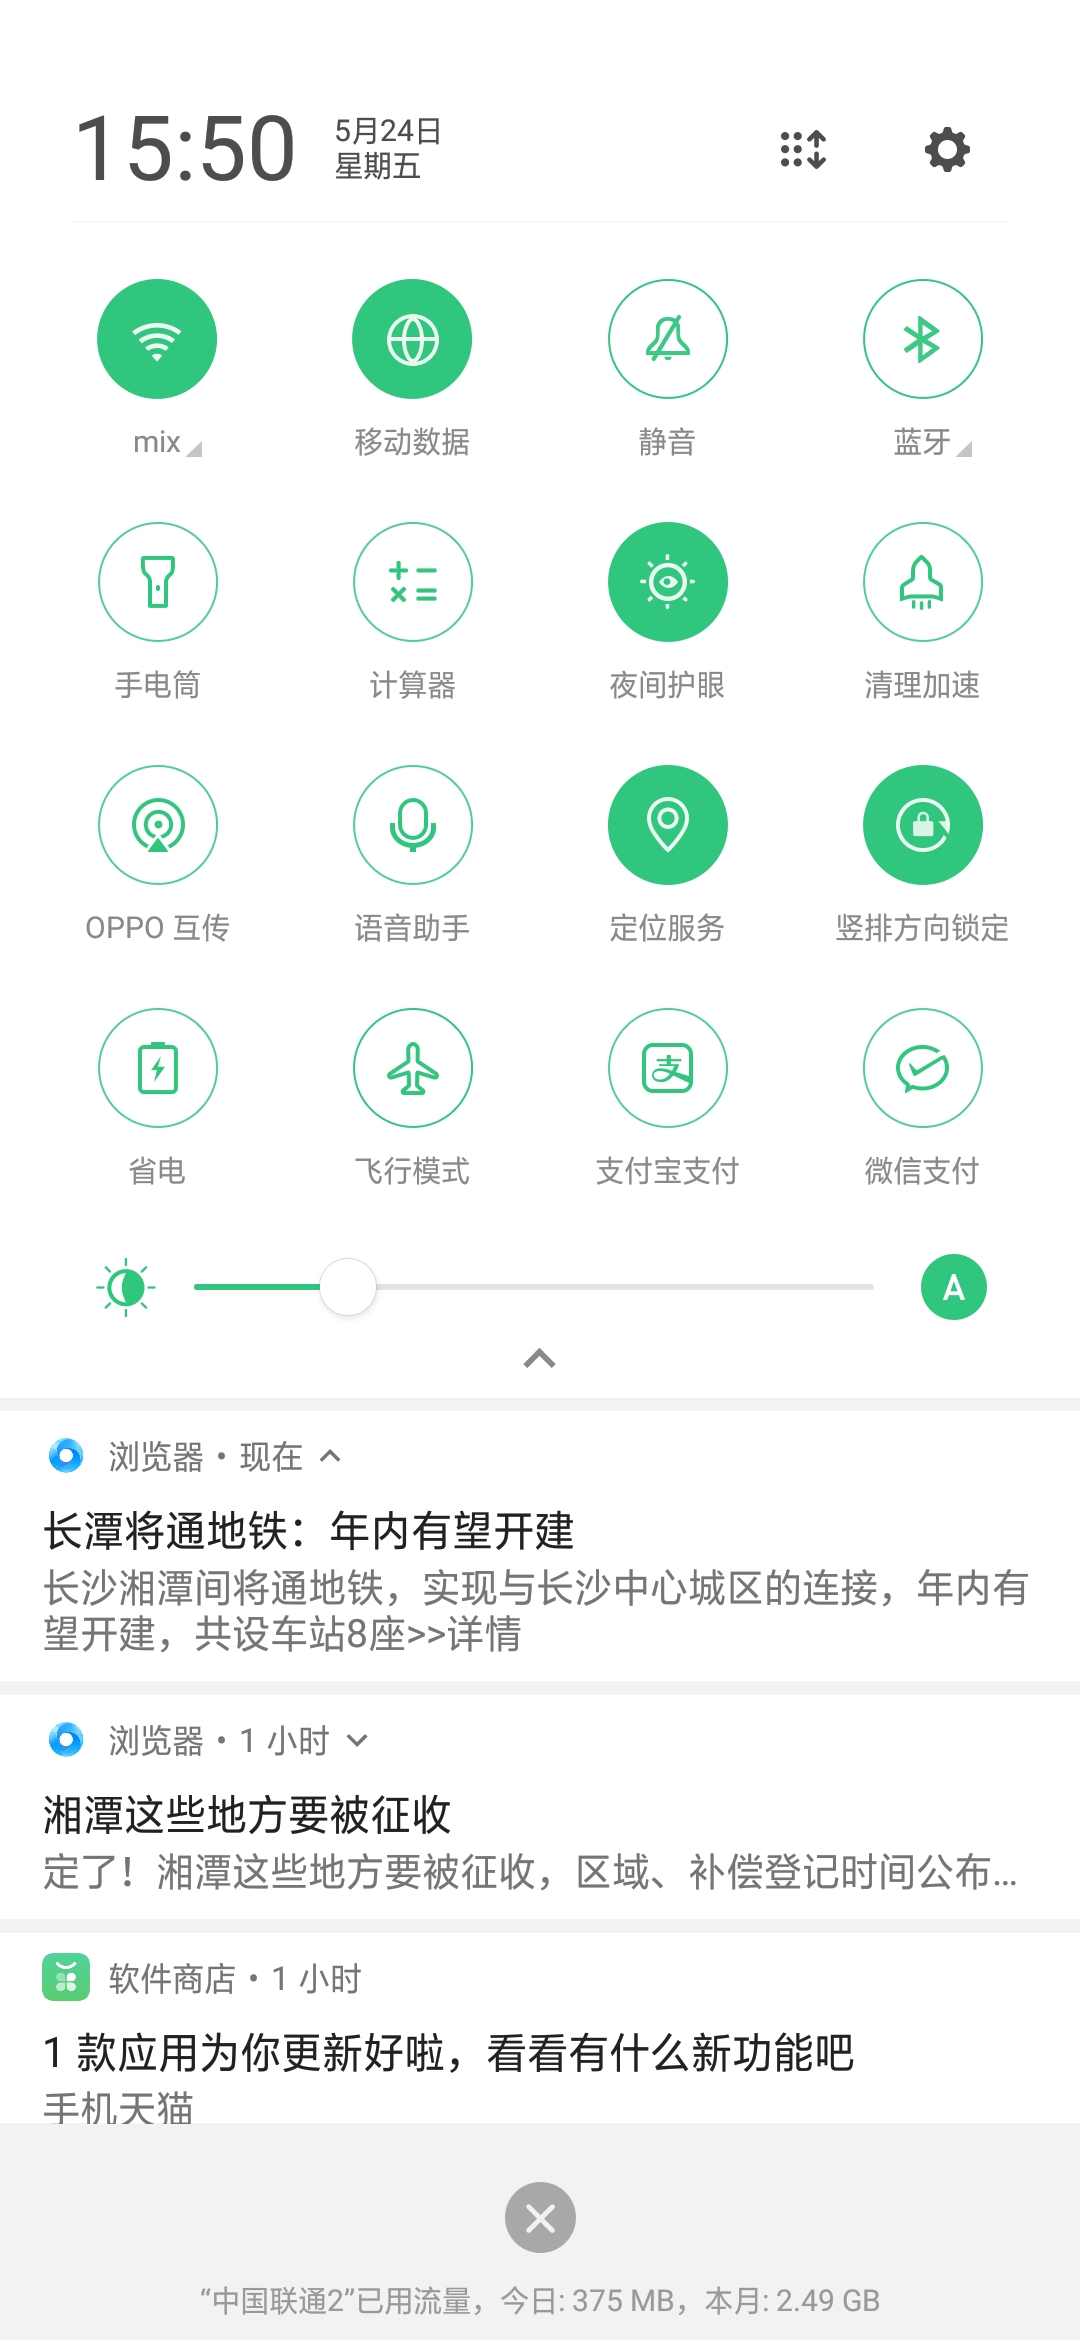 15:50
5月24日
星期五
mix
移动数据
静音
蓝牙
手电筒
计算器
夜间护眼
清理加速
OPPO 互传
语音助手
定位服务
竖排方向锁定
支
省电
飞行模式
支付宝支付
微信支付
A
浏览器 • 现在
长潭将通地铁：年内有望开建
长沙湘潭间将通地铁，实现与长沙中心城区的连接，年内有
望开建，共设车站8座>>详情
浏览器 • 1 小时
湘潭这些地方要被征收
定了！湘潭这些地方要被征收，区域、补偿登记时间公布...
软件商店 • 1 小时
1 款应用为你更新好啦，看看有什么新功能吧
手机天猫
“中国联通2”已用流量，今日: 375 MB，本月: 2.49 GB